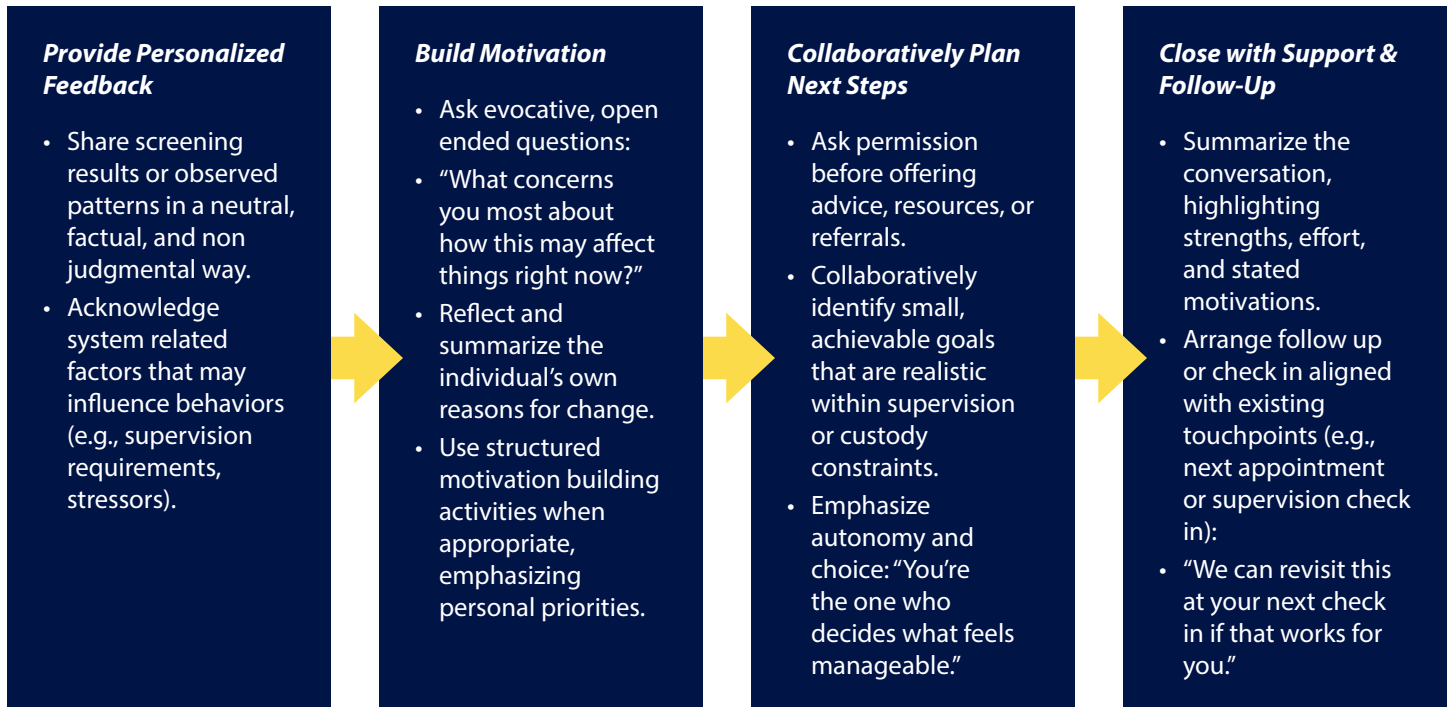 Provide Personalized
Feedback
• Share screening
results or observed
patterns in a neutral,
factual, and non
judgmental way.
• Acknowledge
system related
factors that may
influence behaviors
(e.g., supervision
requirements,
stressors).
Build Motivation
• Ask evocative, open
ended questions:
• “What concerns
you most about
how this may affect
things right now?”
• Reflect and
summarize the
individual’s own
reasons for change.
• Use structured
motivation building
activities when
appropriate,
emphasizing
personal priorities.
Collaboratively Plan
Next Steps
• Ask permission
before offering
advice, resources, or
referrals.
• Collaboratively
identify small,
achievable goals
that are realistic
within supervision
or custody
constraints.
• Emphasize
autonomy and
choice: “You’re
the one who
decides what feels
manageable.”
Close with Support &
Follow-Up
• Summarize the
conversation,
highlighting
strengths, effort,
and stated
motivations.
• Arrange follow up
or check in aligned
with existing
touchpoints (e.g.,
next appointment
or supervision check
in):
• “We can revisit this
at your next check
in if that works for
you.”